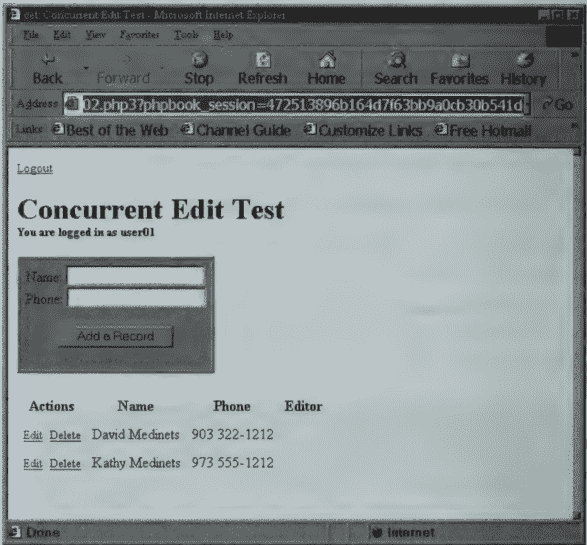 cet: Concurrent Edit Test - Microsoft Internet Explorer
File Edit View Favorites Tools Help
Back Forward Stop Refresh Home Search Favorites History
Address 02.php3?phpbook_session=472513896b164d7f63bb9a0cb30b541d Go
Links Best of the Web Channel Guide Customize Links Free Hotmail
Logout
Concurrent Edit Test
You are logged in as user01
Name:
Phone:
Add a Record
Actions Name Phone Editor
Edit Delete David Medinets 903 322-1212
Edit Delete Kathy Medinets 973 555-1212
Done Internet